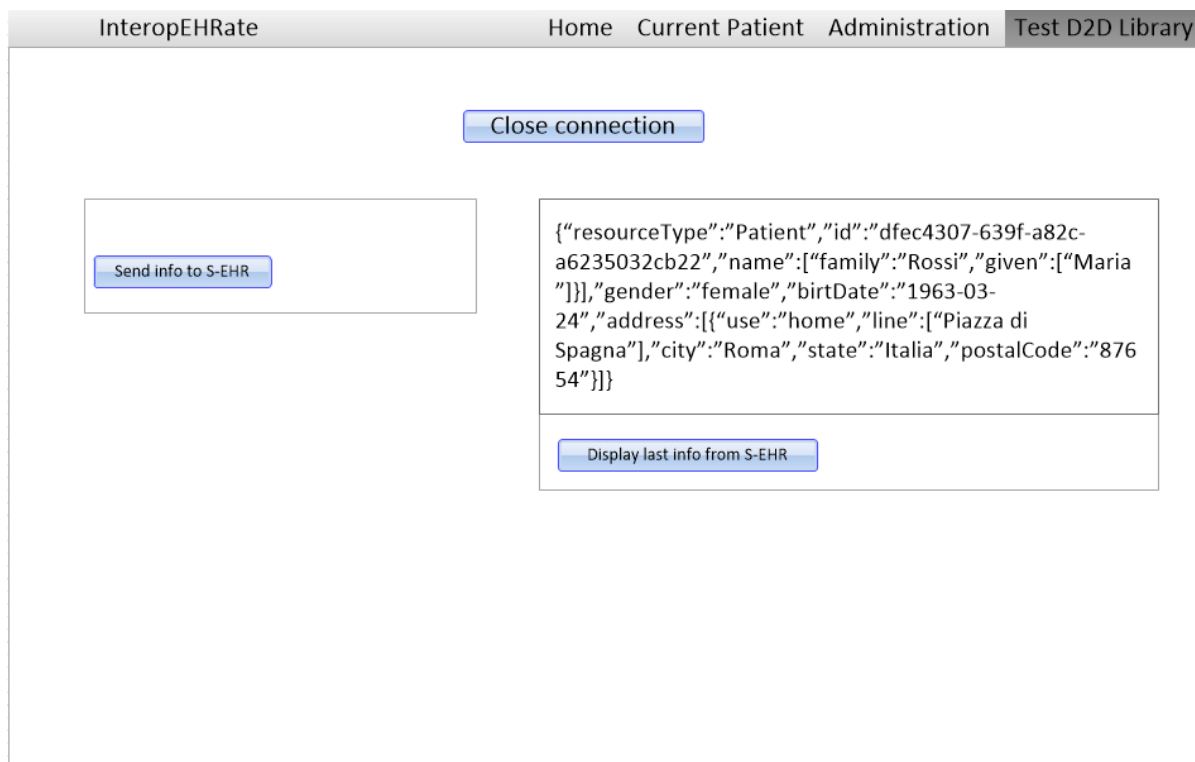 InteropEHRate Home Current Patient Administration Test D2D Library
Close connection
Send info to S-EHR
{“resourceType”:”Patient”,”id”:”dfec4307-639f-a82c-
a6235032cb22”,”name”:[“family”:”Rossi”,”given”:[“Maria
”]}],”gender”:”female”,”birtDate”:”1963-03-
24”,”address”:[{“use”:”home”,”line”:[“Piazza di
Spagna”],”city”:”Roma”,”state”:”Italia”,”postalCode”:”876
54”}]}
Display last info from S-EHR